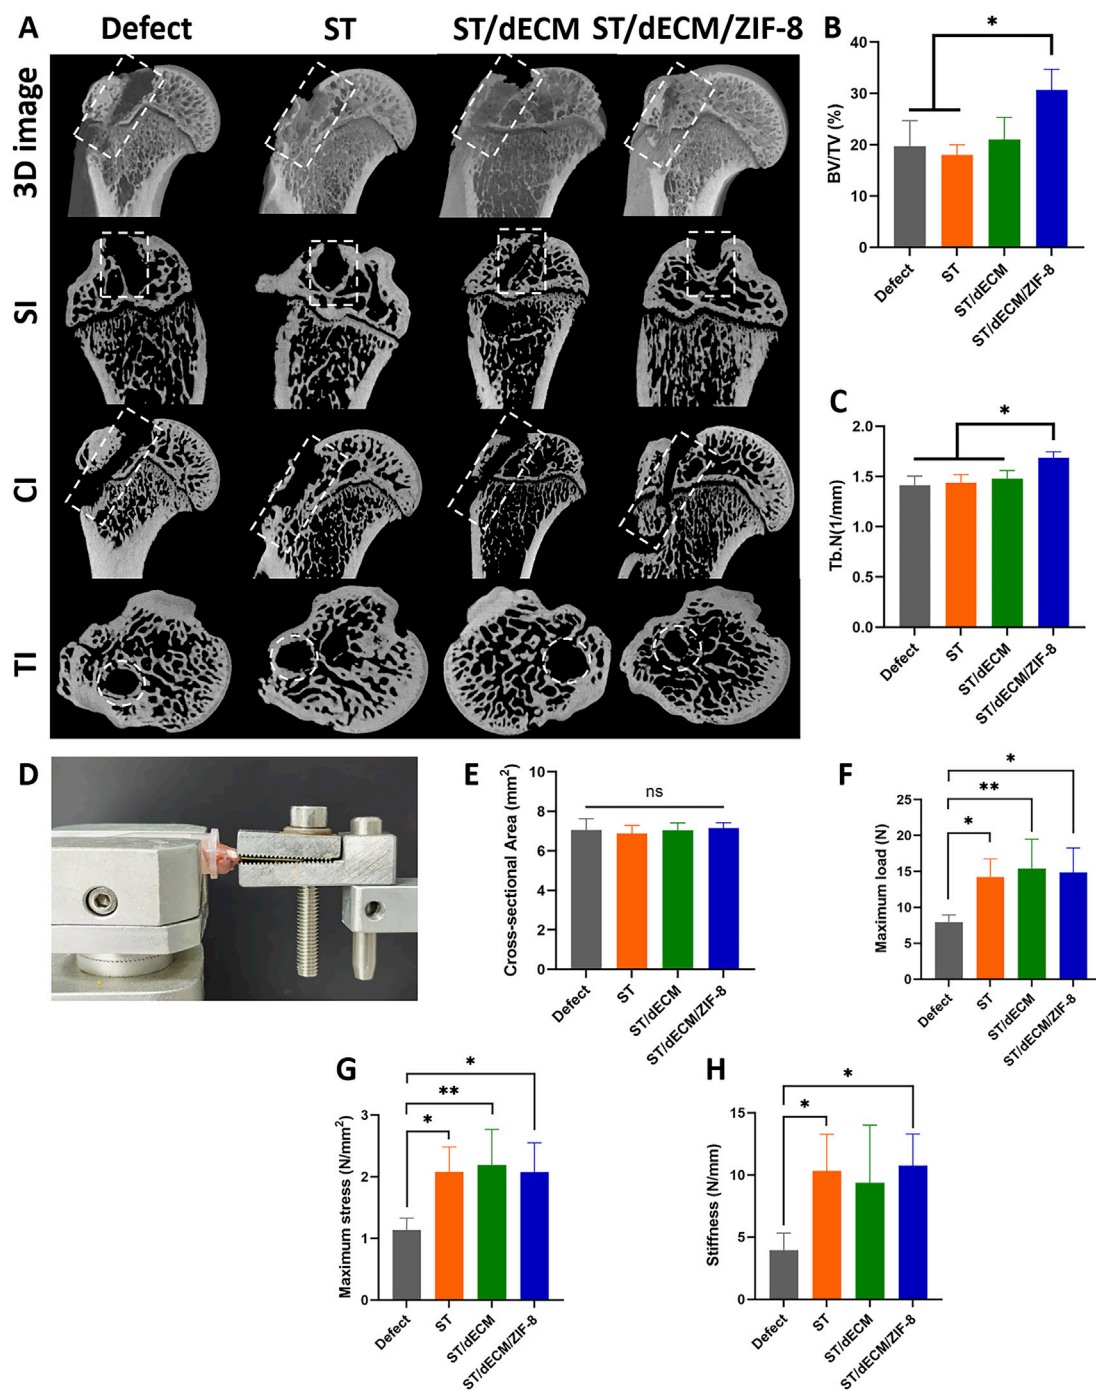 A
Defect
ST
ST/dECM
ST/dECM/ZIF-8
3D image
SI
CI
TI
B
BV/TV (%)
40
30
20
10
0
*
Defect
ST
ST/dECM
ST/dECM/ZIF-8
C
Tb.N(1/mm)
2.0
1.5
1.0
0.5
0.0
*
Defect
ST
ST/dECM
ST/dECM/ZIF-8
D
E
Cross-sectional Area (mm²)
10
8
6
4
2
0
ns
Defect
ST
ST/dECM
ST/dECM/ZIF-8
F
Maximum load (N)
25
20
15
10
5
0
*
**
*
Defect
ST
ST/dECM
ST/dECM/ZIF-8
G
Maximum stress (N/mm²)
3
2
1
0
*
**
*
Defect
ST
ST/dECM
ST/dECM/ZIF-8
H
Stiffness (N/mm)
15
10
5
0
*
*
Defect
ST
ST/dECM
ST/dECM/ZIF-8